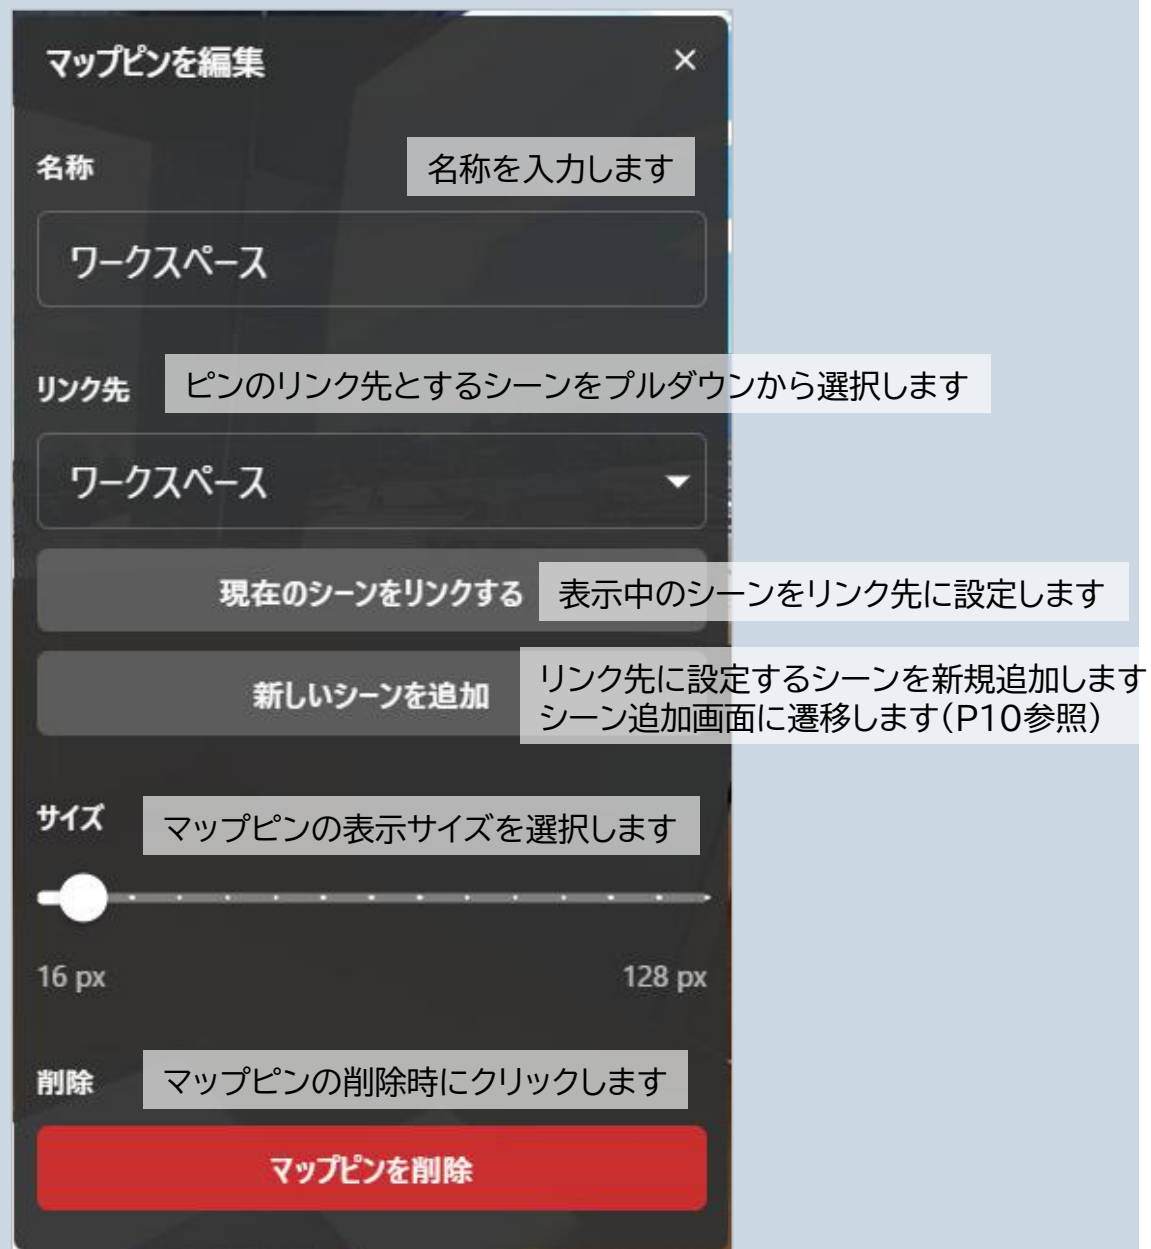 マップピンを編集 ×
名称 名称を入力します
ワークスペース
リンク先 ピンのリンク先とするシーンをプルダウンから選択します
ワークスペース
現在のシーンをリンクする 表示中のシーンをリンク先に設定します
新しいシーンを追加 リンク先に設定するシーンを新規追加します
シーン追加画面に遷移します(P10参照)
サイズ マップピンの表示サイズを選択します
16 px 128 px
削除 マップピンの削除時にクリックします
マップピンを削除